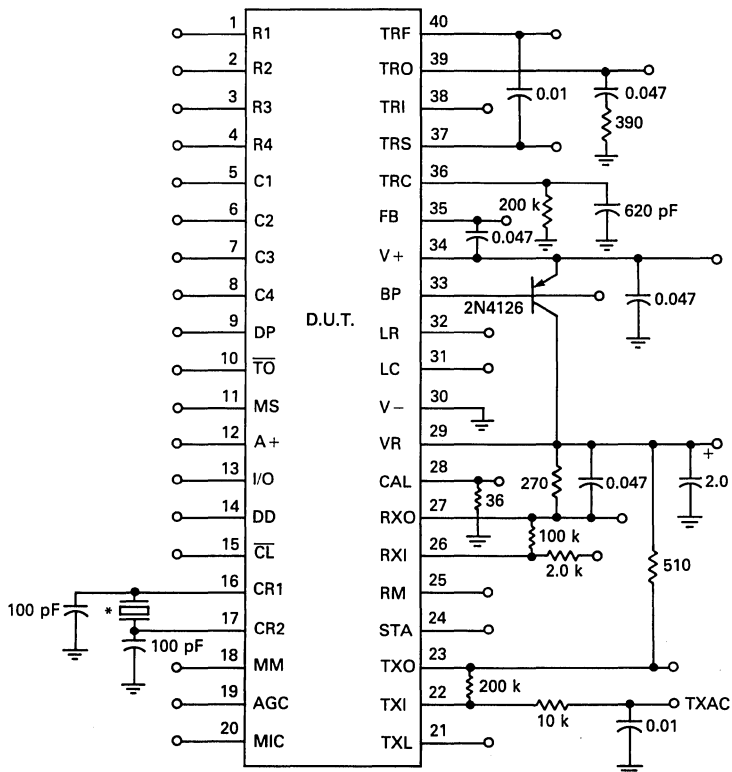 1 R1 TRF 40
2 R2 TRO 39
0.01 0.047
3 R3 TRI 38
390
4 R4 TRS 37
5 C1 TRC 36
200 k 620 pF
6 C2 FB 35
0.047
7 C3 V+ 34
8 C4 BP 33
2N4126 0.047
D.U.T.
9 DP LR 32
10 TO LC 31
11 MS V− 30
12 A+ VR 29
+
13 I/O CAL 28
36 270 0.047 2.0
14 DD RXO 27
100 k
15 CL RXI 26
2.0 k 510
16 CR1 RM 25
100 pF *
17 CR2 STA 24
100 pF
18 MM TXO 23
200 k
19 AGC TXI 22 TXAC
10 k 0.01
20 MIC TXL 21